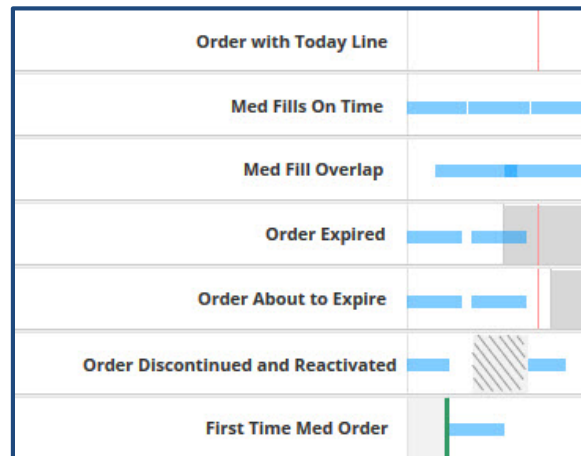 Order with Today Line
Med Fills On Time
Med Fill Overlap
Order Expired
Order About to Expire
Order Discontinued and Reactivated
First Time Med Order